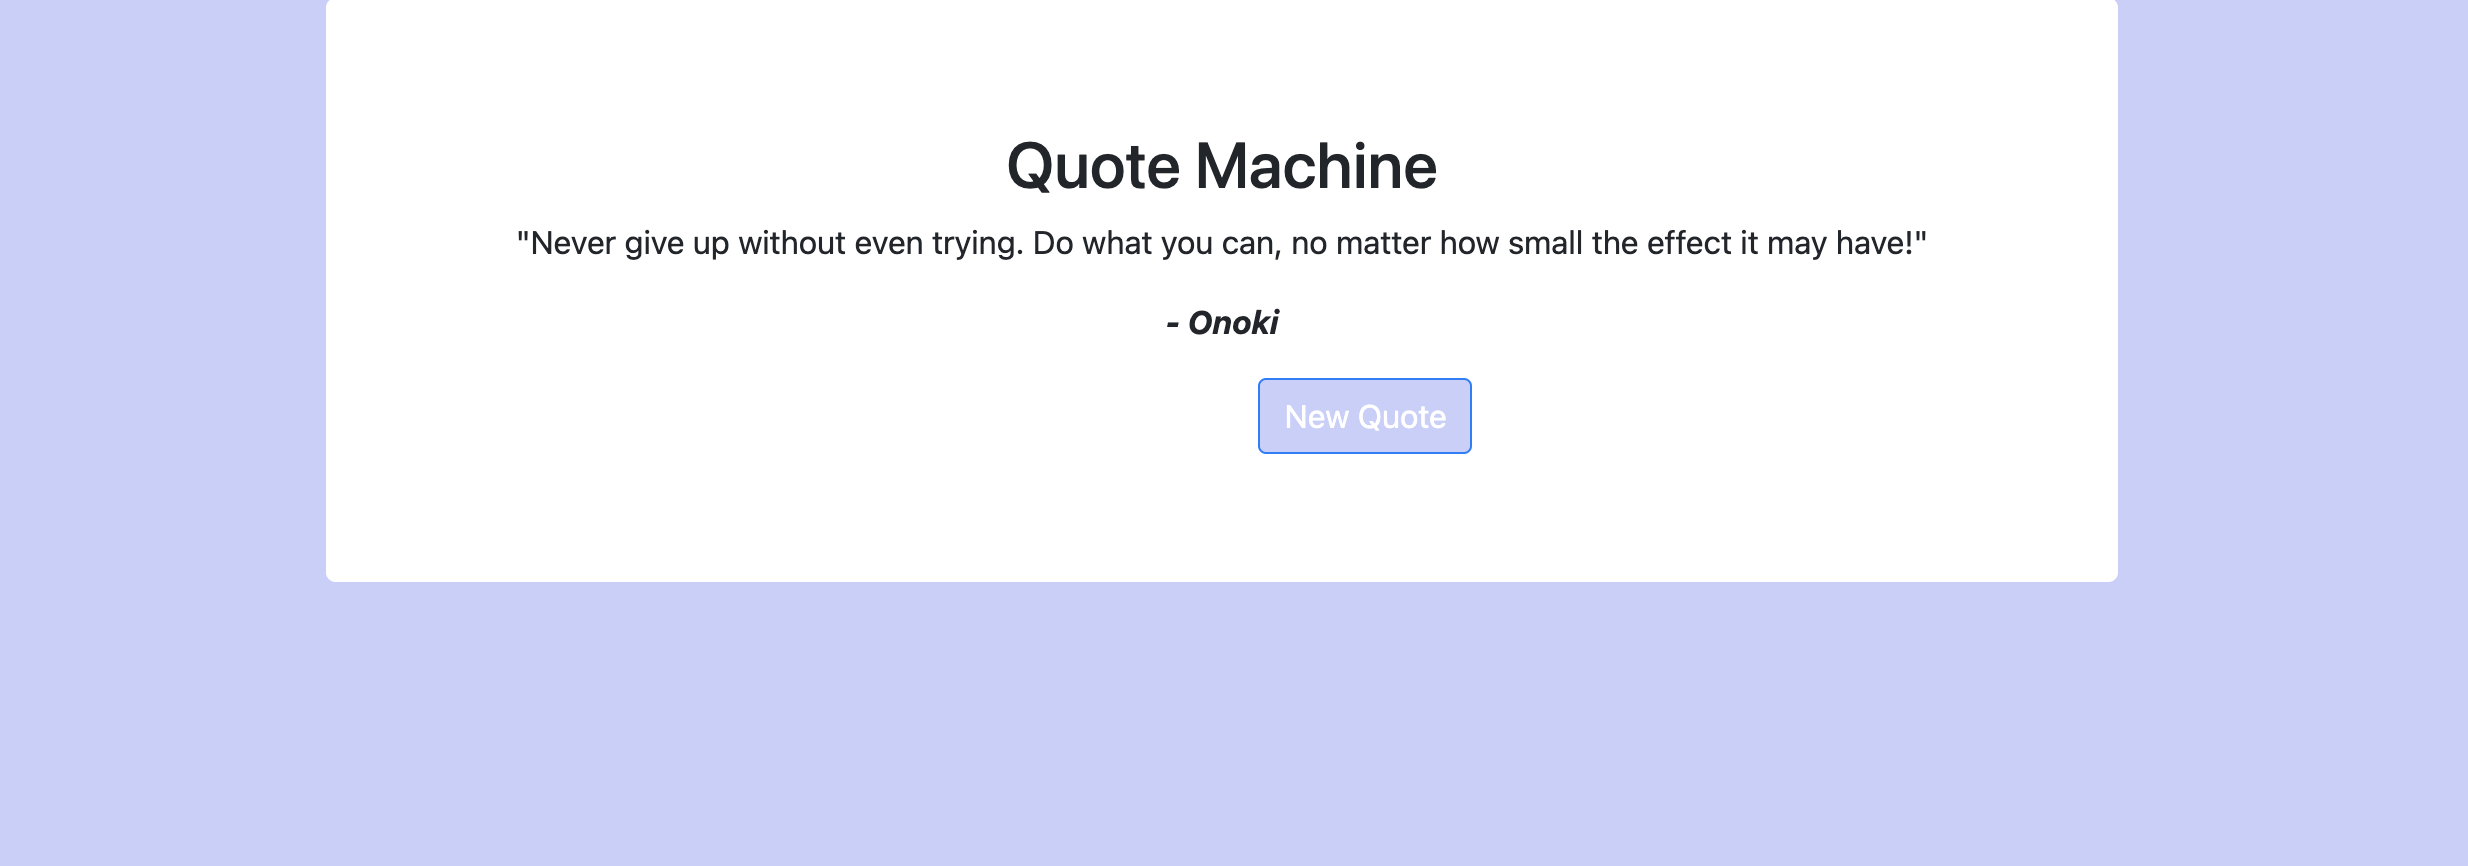 Quote Machine
"Never give up without even trying. Do what you can, no matter how small the effect it may have!"
- Onoki
New Quote